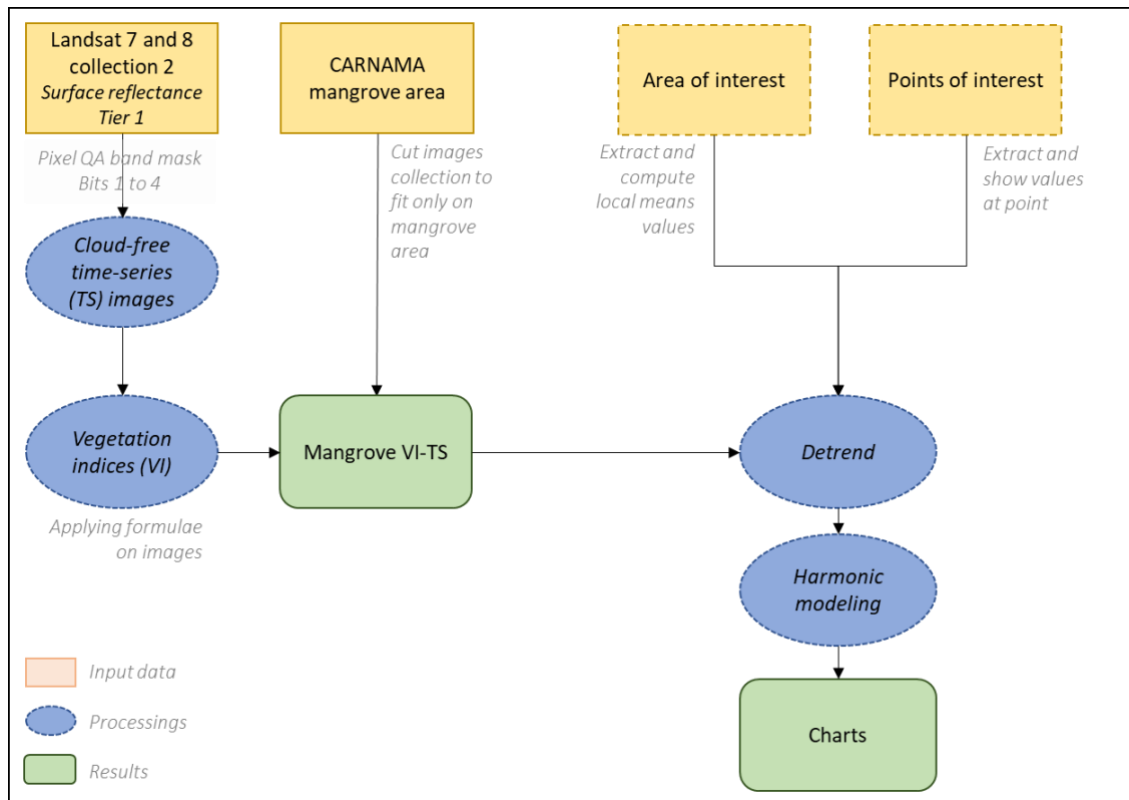 Landsat 7 and 8
collection 2
Surface reflectance
Tier 1
CARNAMA
mangrove area
Area of interest
Points of interest
Pixel QA band mask
Bits 1 to 4
Cut images
collection to
fit only on
mangrove
area
Extract and
compute
local means
values
Extract and
show values
at point
Cloud-free
time-series
(TS) images
Vegetation
indices (VI)
Mangrove VI-TS
Detrend
Applying formulae
on images
Harmonic
modeling
Input data
Processings
Results
Charts